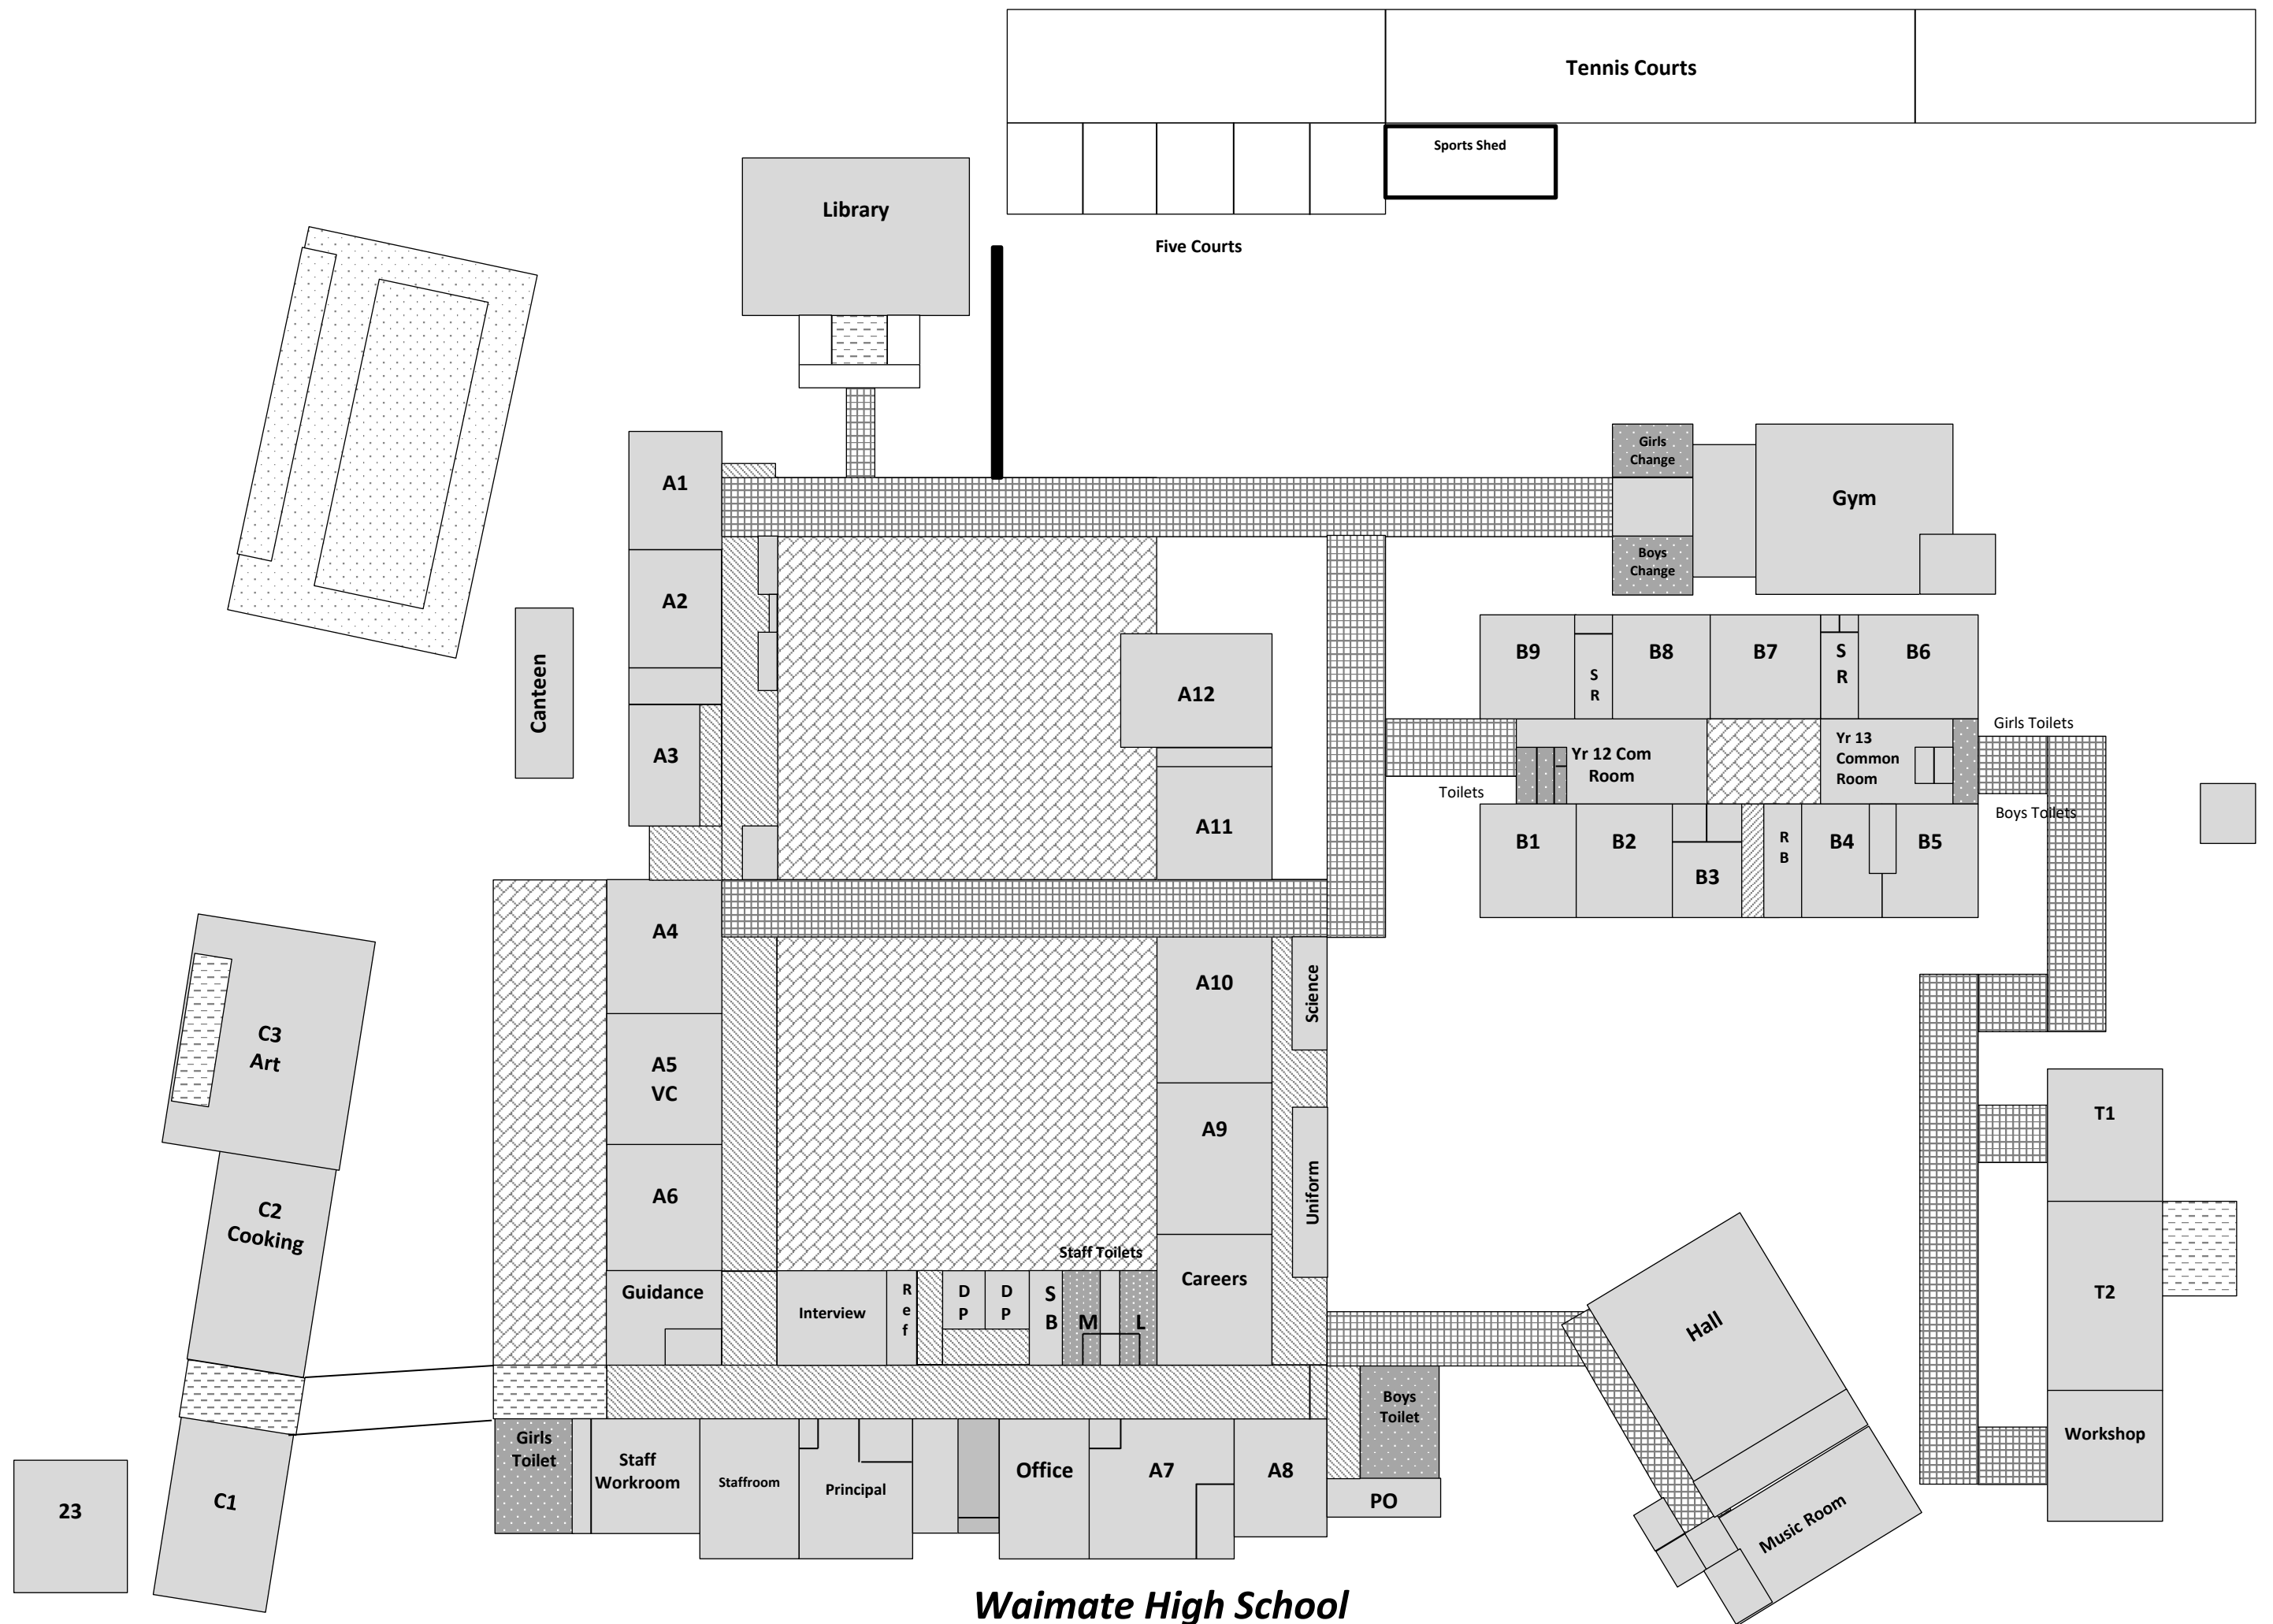 Tennis Courts
Sports Shed
Library
Five Courts
Girls
Change
A1
Gym
Boys
Change
A2
Canteen
A3
A12
A11
B9
S
R
B8
B7
S
R
B6
Girls Toilets
Yr 12 Com
Room
Yr 13
Common
Room
Toilets
Boys Toilets
B1
B2
B3
R
B
B4
B5
A4
A10
Science
C3
Art
A5
VC
A9
T1
C2
Cooking
A6
Uniform
Staff Toilets
Guidance
Interview
R
e
f
D
P
D
P
S
B
M
L
Careers
Hall
T2
Girls
Toilet
Staff
Workroom
Staffroom
Principal
Office
A7
A8
Boys
Toilet
PO
Workshop
23
C1
Music Room
Waimate High School